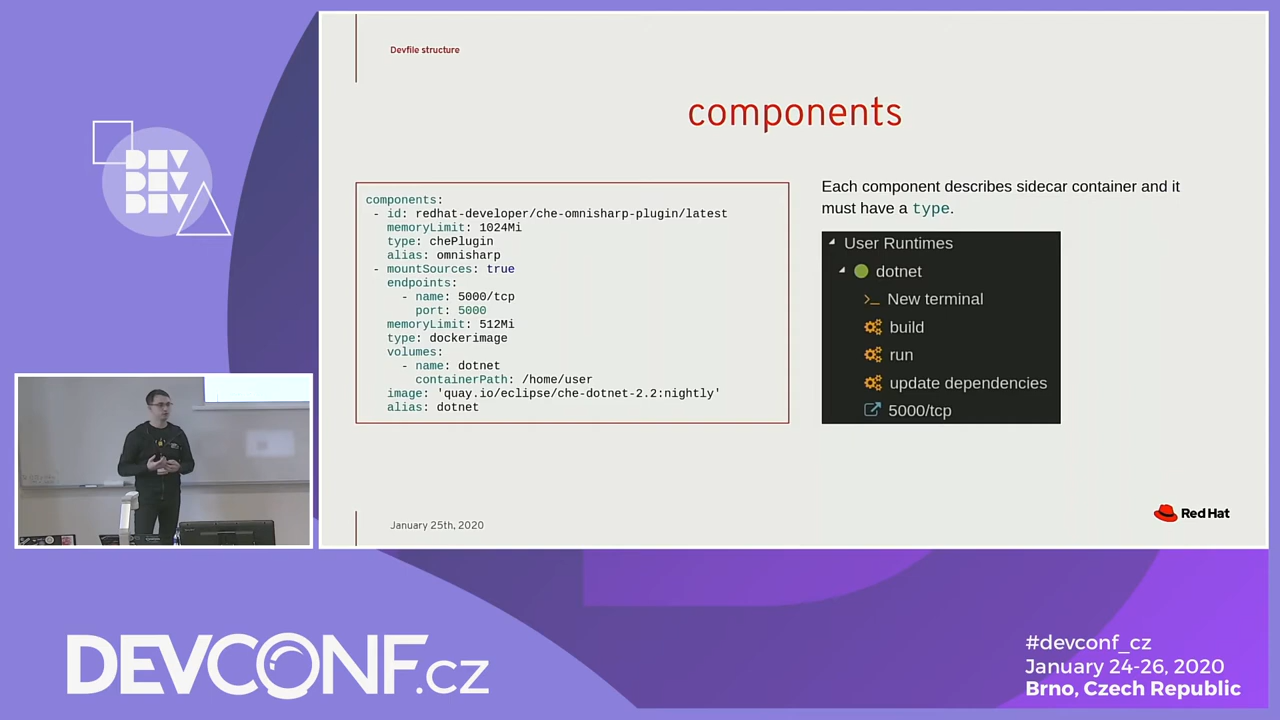 DEV
DEV
DEV
Devfile structure
components
components:
- id: redhat-developer/che-omnisharp-plugin/latest
memoryLimit: 1024Mi
type: chePlugin
alias: omnisharp
- mountSources: true
endpoints:
- name: 5000/tcp
port: 5000
memoryLimit: 512Mi
type: dockerimage
volumes:
- name: dotnet
containerPath: /home/user
image: 'quay.io/eclipse/che-dotnet-2.2:nightly'
alias: dotnet
Each component describes sidecar container and it
must have a type.
User Runtimes
dotnet
>_ New terminal
build
run
update dependencies
5000/tcp
January 25th, 2020
Red Hat
DEVCONF.cz
#devconf_cz
January 24-26, 2020
Brno, Czech Republic